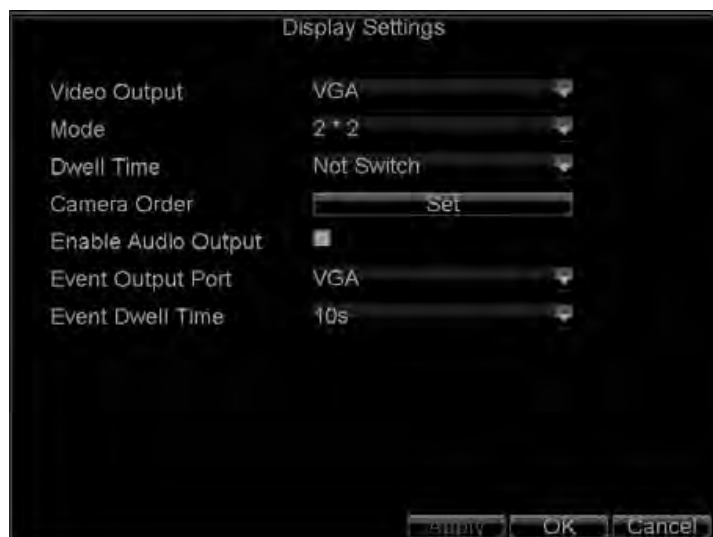 Display Settings
Video Output VGA
Mode 2 * 2
Dwell Time Not Switch
Camera Order Set
Enable Audio Output
Event Output Port VGA
Event Dwell Time 10s
Apply OK Cancel